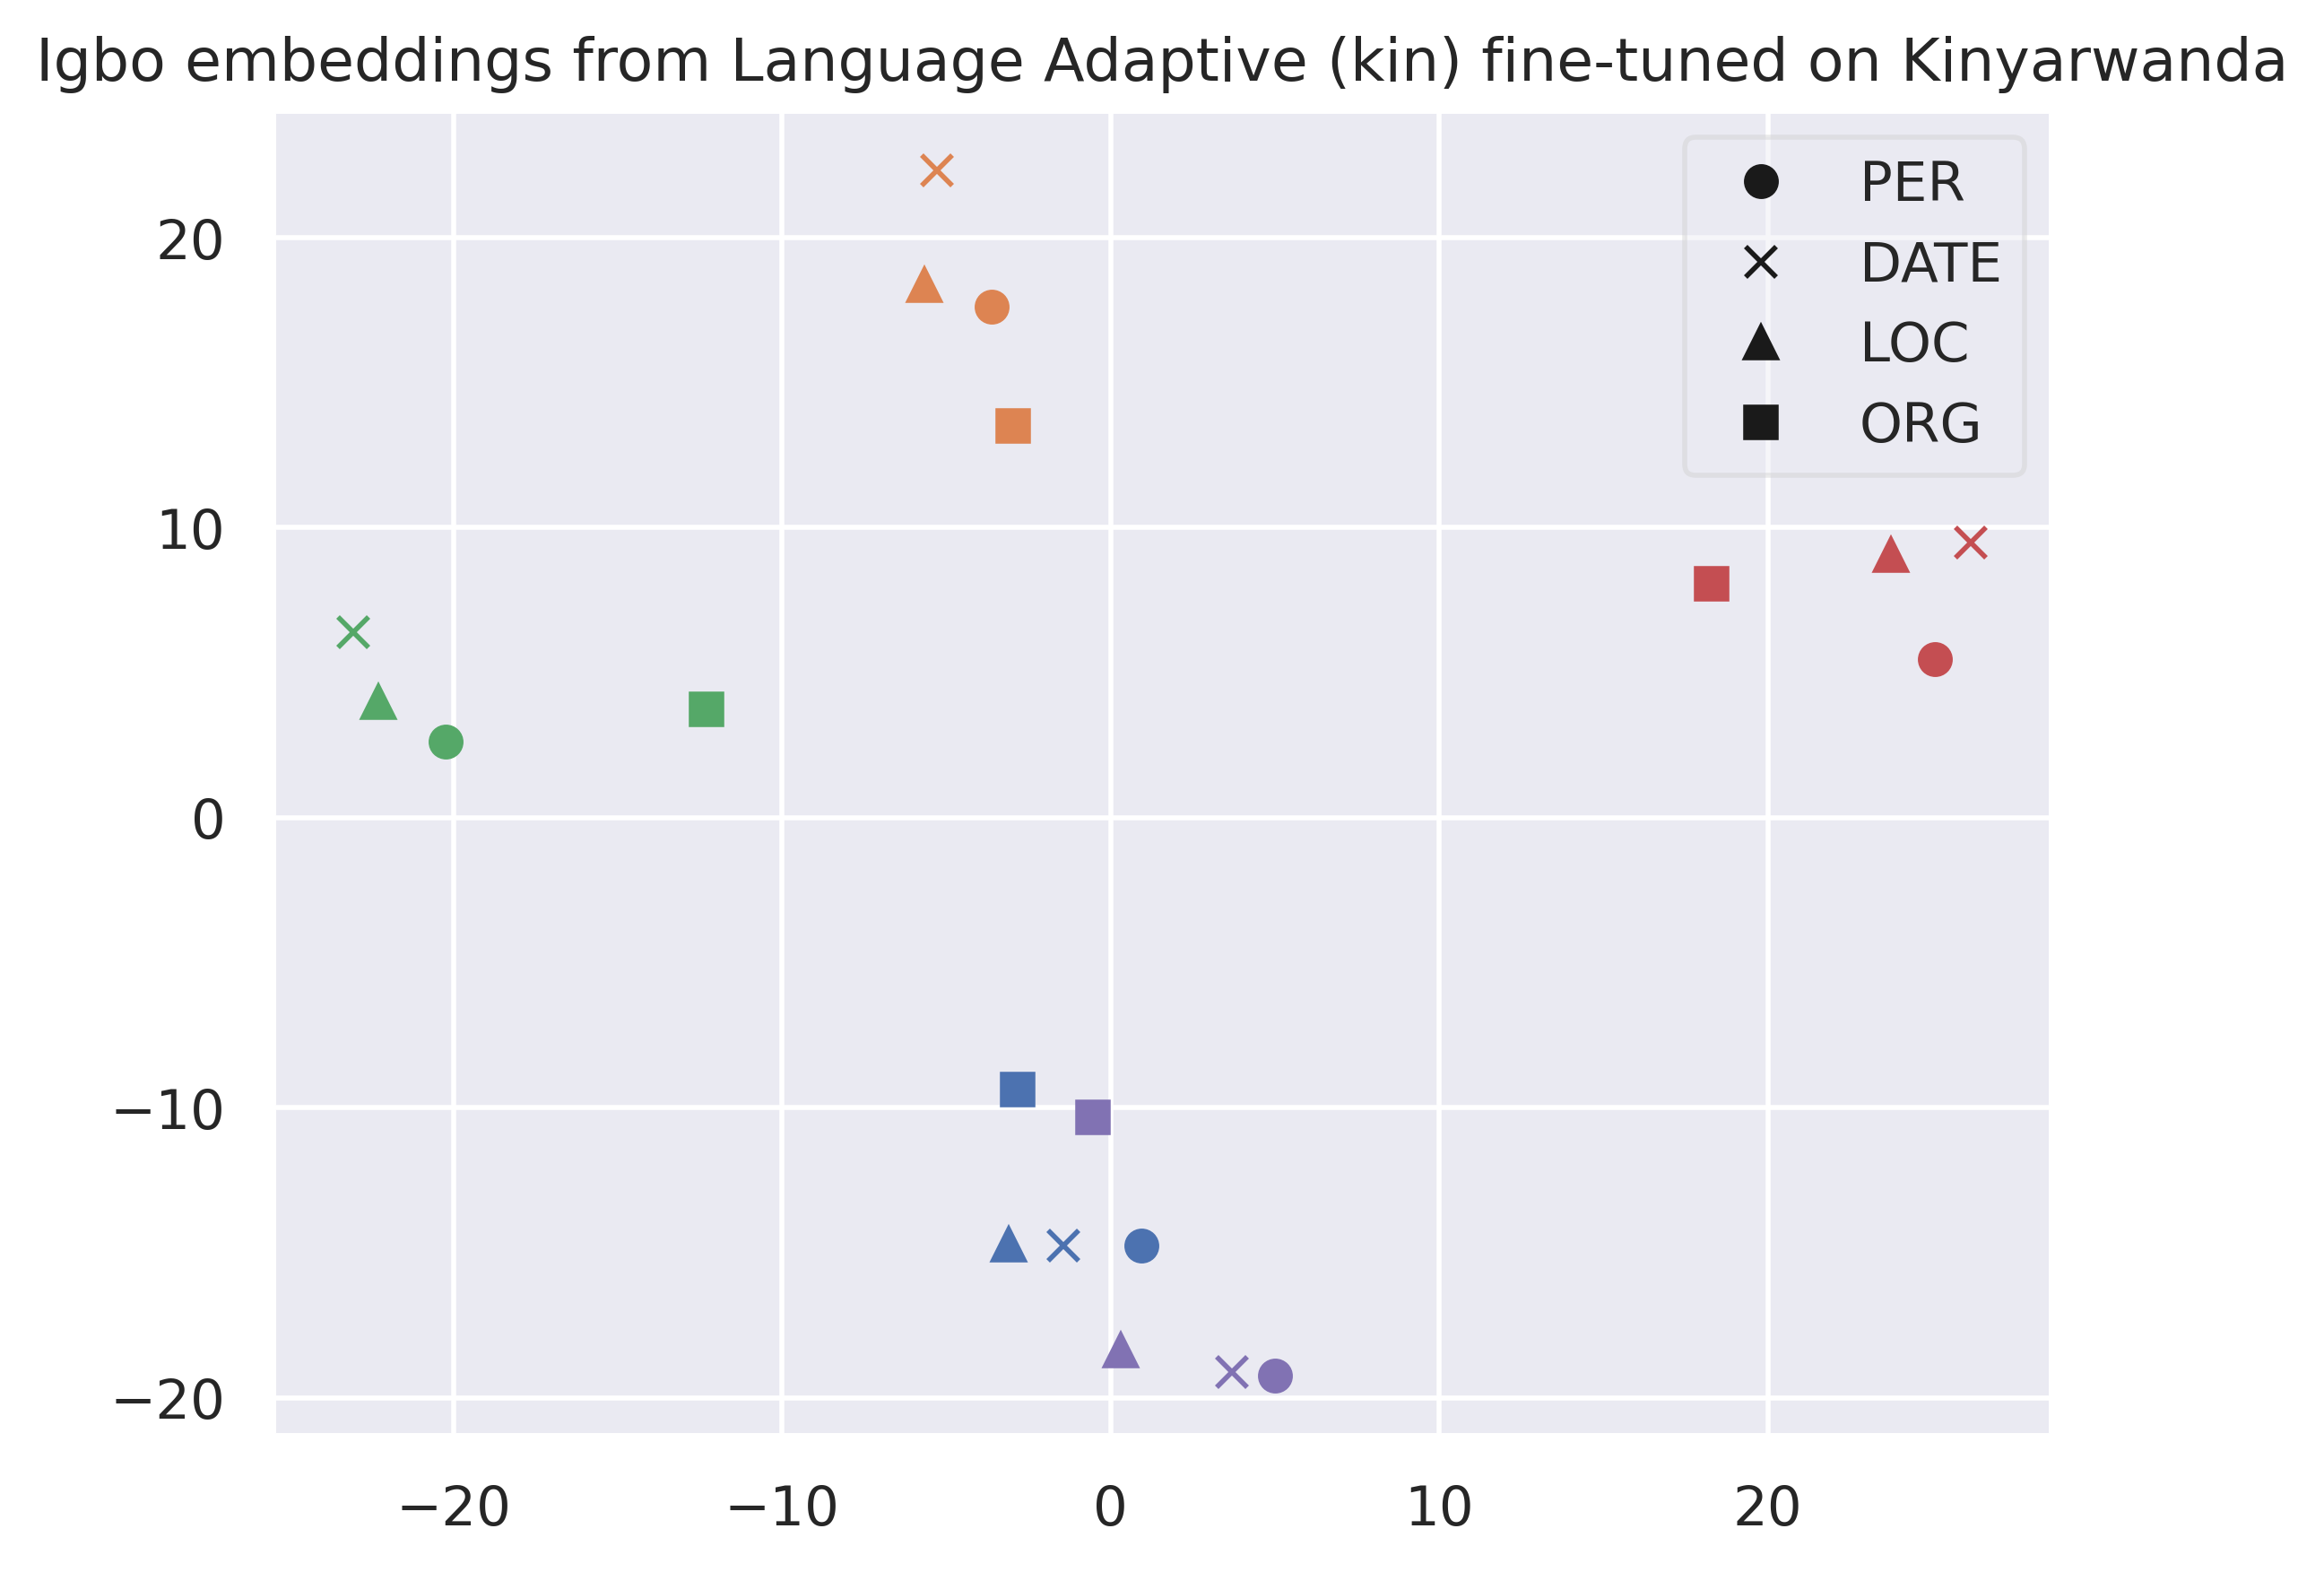 Igbo embeddings from Language Adaptive (kin) fine-tuned on Kinyarwanda
PER
DATE
LOC
ORG
20
10
0
−10
−20
−20 −10 0 10 20